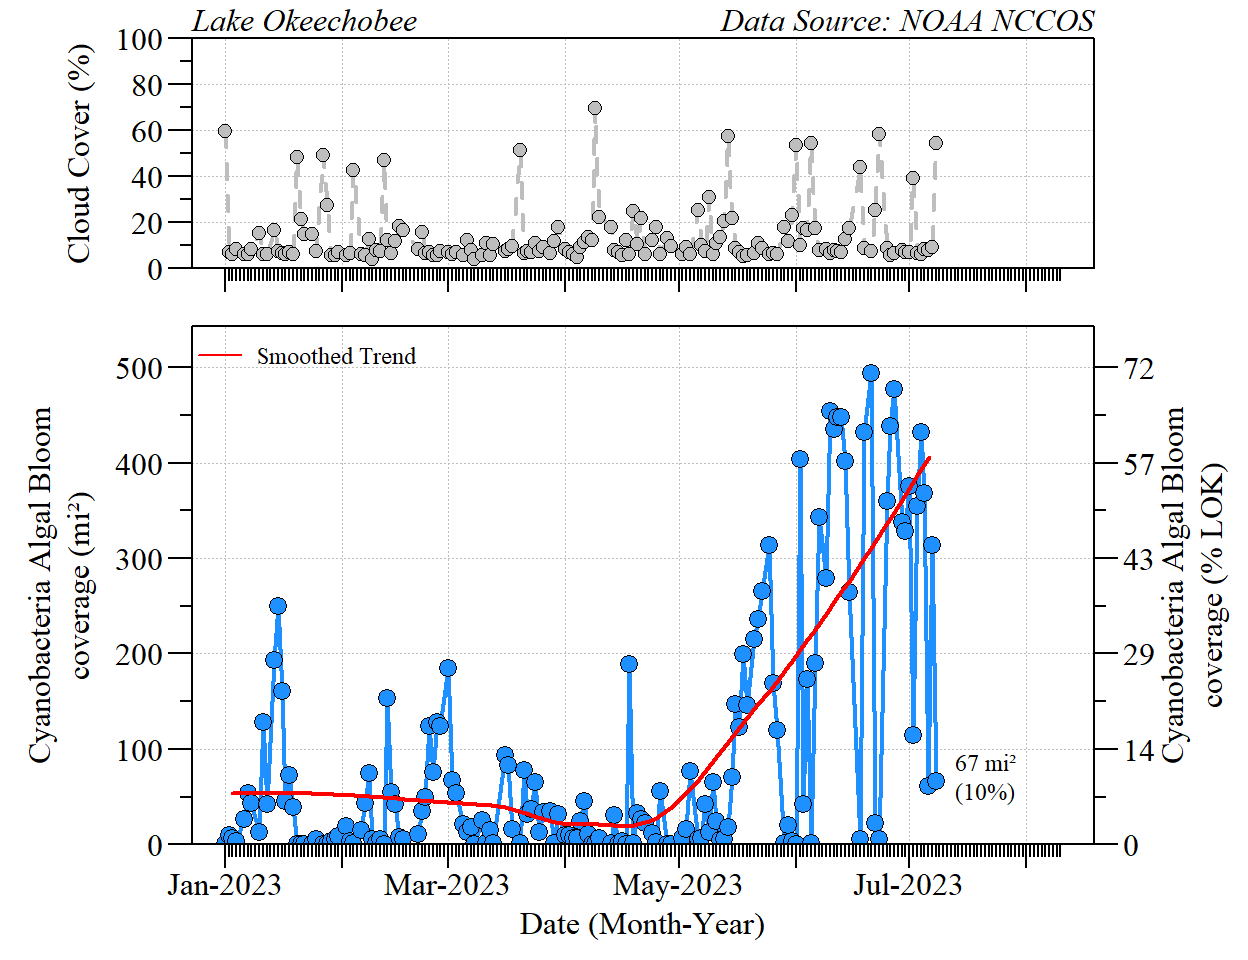 Lake Okeechobee
Data Source: NOAA NCCOS
Cloud Cover (%)
100
80
60
40
20
0
Smoothed Trend
Cyanobacteria Algal Bloom
coverage (mi²)
500
400
300
200
100
0
72
57
43
29
14
0
Cyanobacteria Algal Bloom
coverage (% LOK)
67 mi²
(10%)
Jan-2023
Mar-2023
May-2023
Jul-2023
Date (Month-Year)